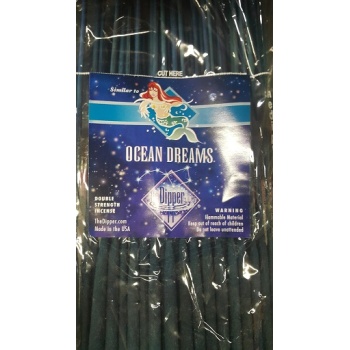 CUT HERE
Similar to
OCEAN DREAMS
Dipper
DOUBLE
STRENGTH
INCENSE
TheDipper.com
Made in the USA
WARNING
Flammable Material
Keep out of reach of children
Do not leave unattended